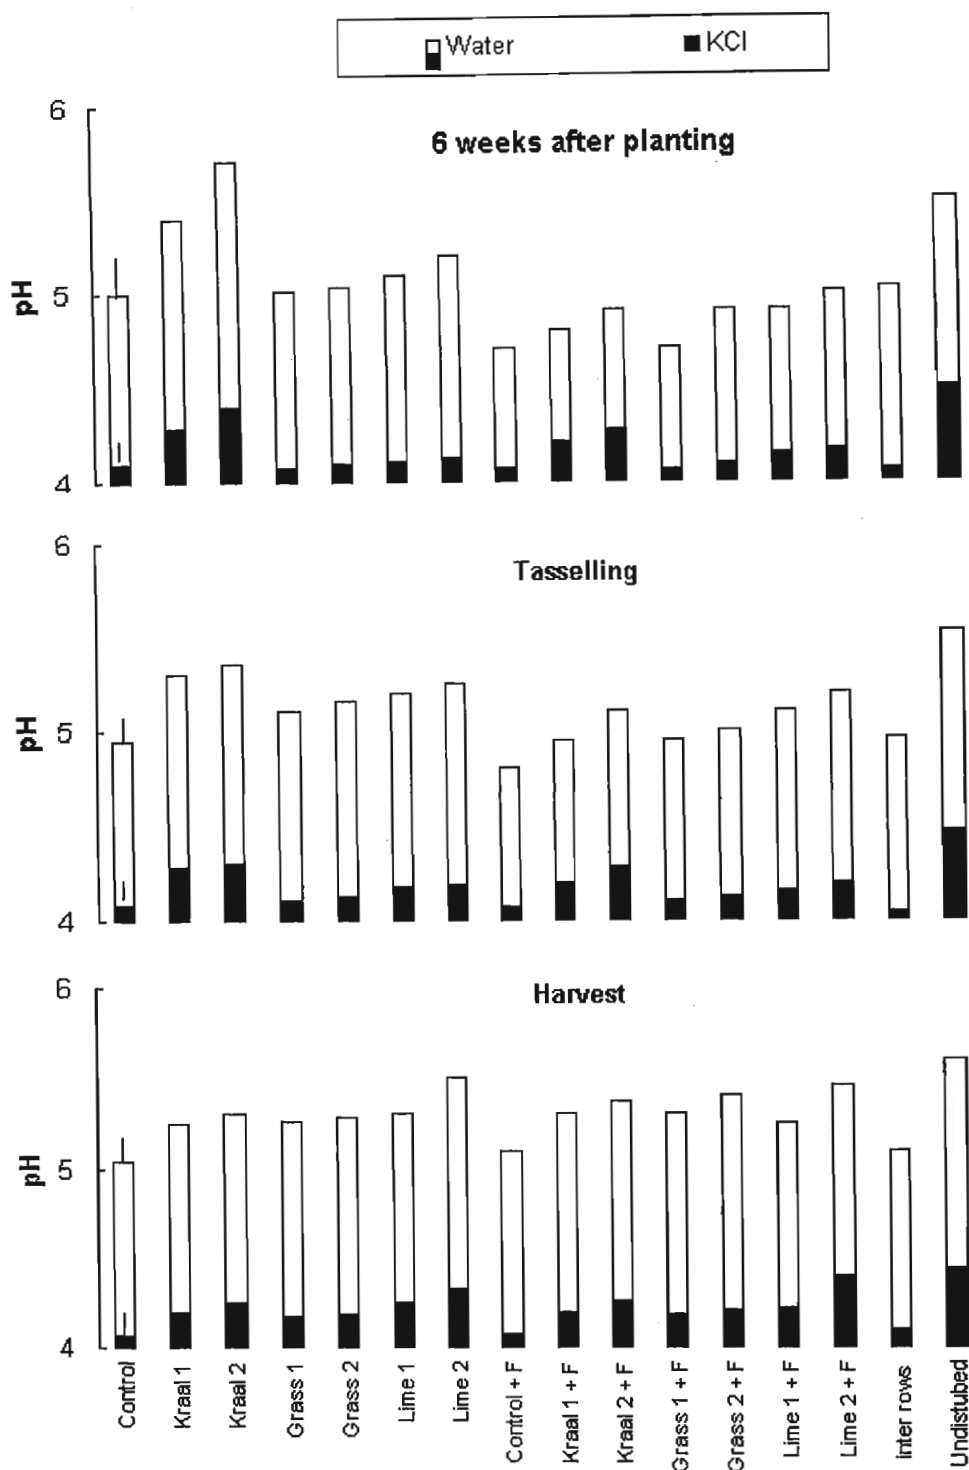 Water KCl
6 weeks after planting
6
5
4
pH
Tasselling
6
5
4
pH
Harvest
6
5
4
pH
Control
Kraal 1
Kraal 2
Grass 1
Grass 2
Lime 1
Lime 2
Control + F
Kraal 1 + F
Kraal 2 + F
Grass 1 + F
Grass 2 + F
Lime 1 + F
Lime 2 + F
inter rows
Undistubed